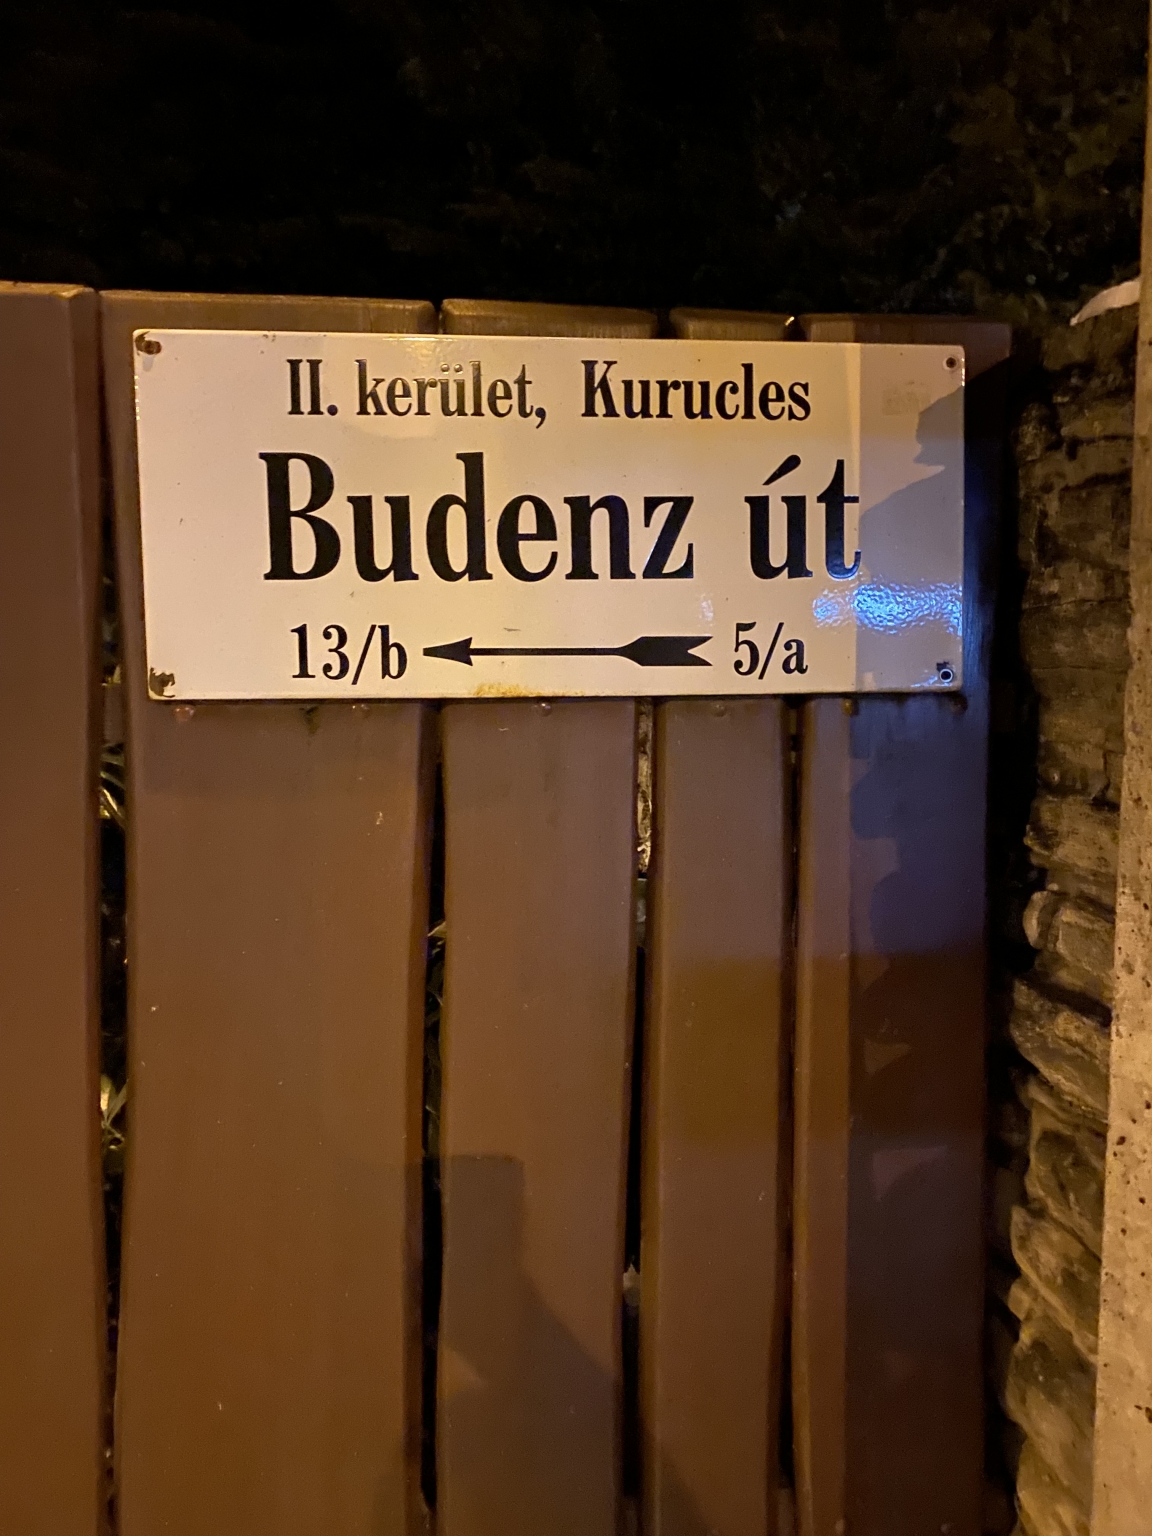 II. kerület, Kurucles
Budenz út
13/b 5/a